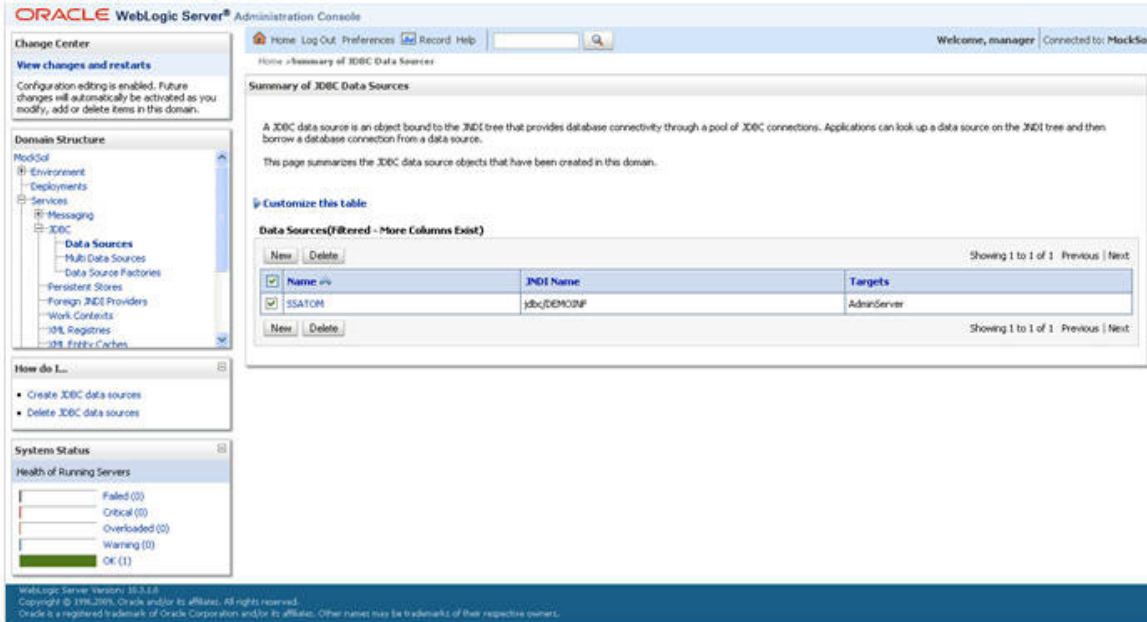 ORACLE WebLogic Server® Administration Console
Change Center
View changes and restarts
Configuration editing is enabled. Future
changes will automatically be activated as you
modify, add or delete items in this domain.
Domain Structure
MockSol
Environment
Deployments
Services
Messaging
JDBC
Data Sources
Multi Data Sources
Data Source Factories
Persistent Stores
Foreign JNDI Providers
Work Contexts
XML Registries
XML Entity Caches
How do I...
Create JDBC data sources
Delete JDBC data sources
System Status
Health of Running Servers
Failed (0)
Critical (0)
Overloaded (0)
Warning (0)
OK (1)
Home Log Out Preferences Record Help
Welcome, manager Connected to: MockSo
Home >Summary of JDBC Data Sources
Summary of JDBC Data Sources
A JDBC data source is an object bound to the JNDI tree that provides database connectivity through a pool of JDBC connections. Applications can look up a data source on the JNDI tree and then
borrow a database connection from a data source.
This page summarizes the JDBC data source objects that have been created in this domain.
Customize this table
Data Sources(Filtered - More Columns Exist)
New Delete Showing 1 to 1 of 1 Previous | Next
Name JNDI Name Targets
SSATOM jdbc/DEMOINF AdminServer
New Delete Showing 1 to 1 of 1 Previous | Next
WebLogic Server Version: 10.3.1.0
Copyright © 1996,2009, Oracle and/or its affiliates. All rights reserved.
Oracle is a registered trademark of Oracle Corporation and/or its affiliates. Other names may be trademarks of their respective owners.